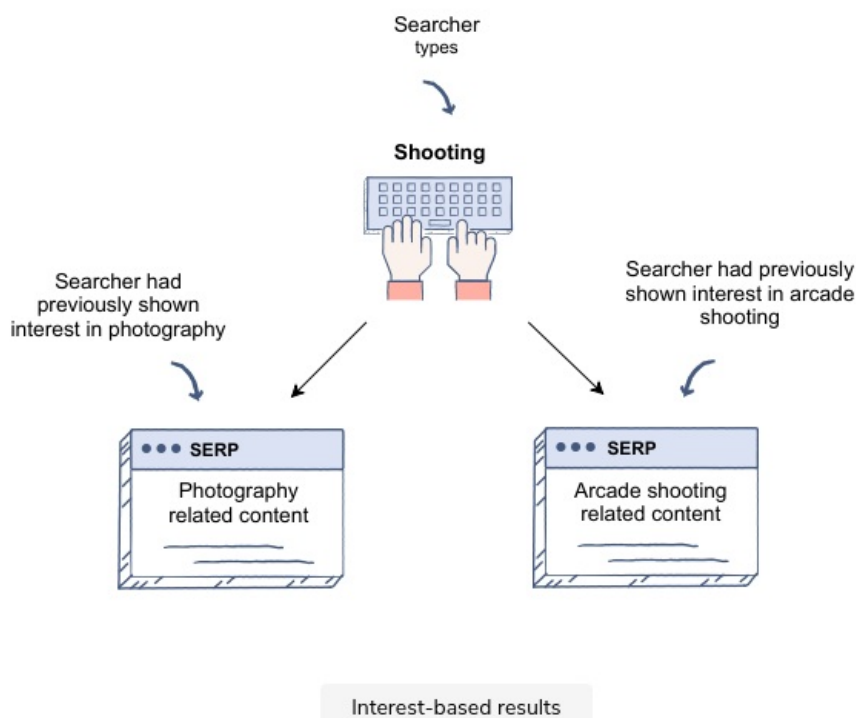 Searcher
types
Shooting
Searcher had
previously shown
interest in photography
Searcher had previously
shown interest in arcade
shooting
SERP
Photography
related content
SERP
Arcade shooting
related content
Interest-based results